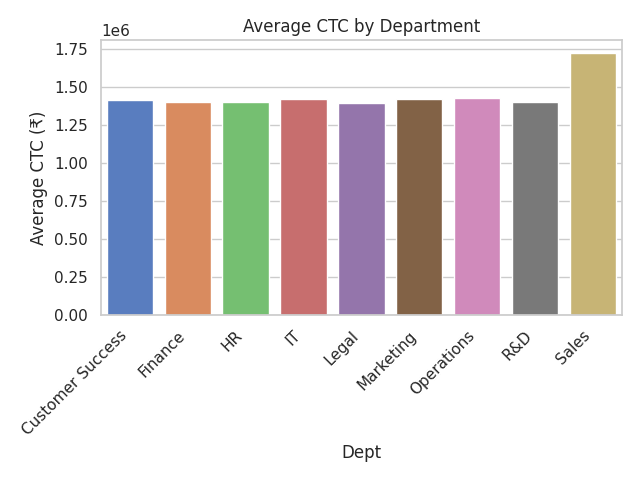 Average CTC by Department
1e6
Average CTC (₹)
1.75
1.50
1.25
1.00
0.75
0.50
0.25
0.00
Customer Success
Finance
HR
IT
Legal
Marketing
Operations
R&D
Sales
Dept